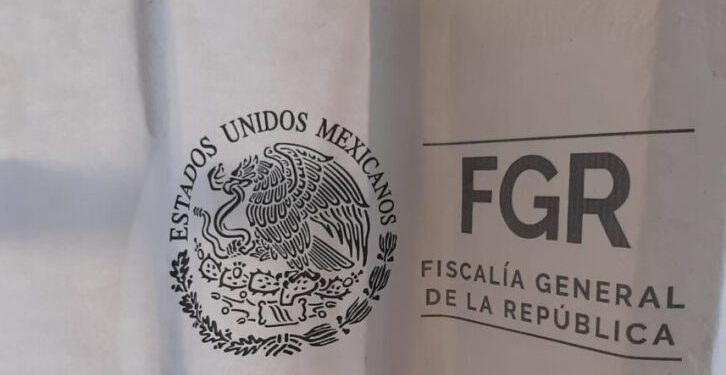 ESTADOS UNIDOS MEXICANOS
FGR
FISCALÍA GENERAL
DE LA REPÚBLICA